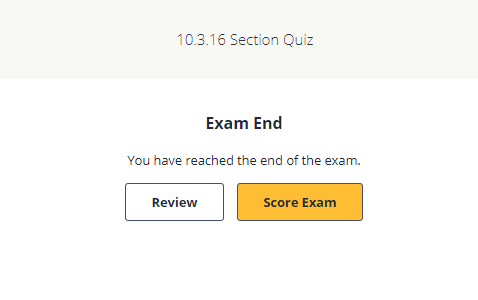 10.3.16 Section Quiz
Exam End
You have reached the end of the exam.
Review
Score Exam